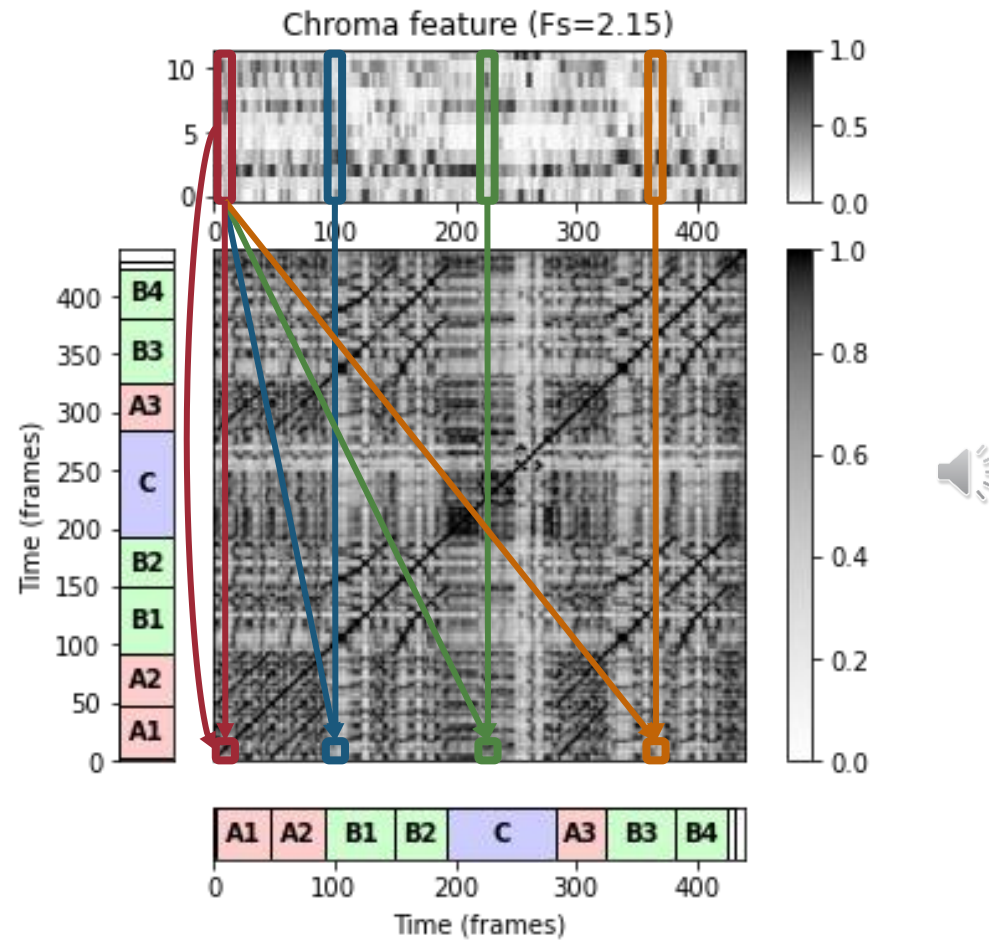 Chroma feature (Fs=2.15)
10
5
0
0 100 200 300 400
1.0
0.5
0.0
Time (frames)
400
350
300
250
200
150
100
50
0
B4
B3
A3
C
B2
B1
A2
A1
1.0
0.8
0.6
0.4
0.2
0.0
A1 A2 B1 B2 C A3 B3 B4
0 100 200 300 400
Time (frames)